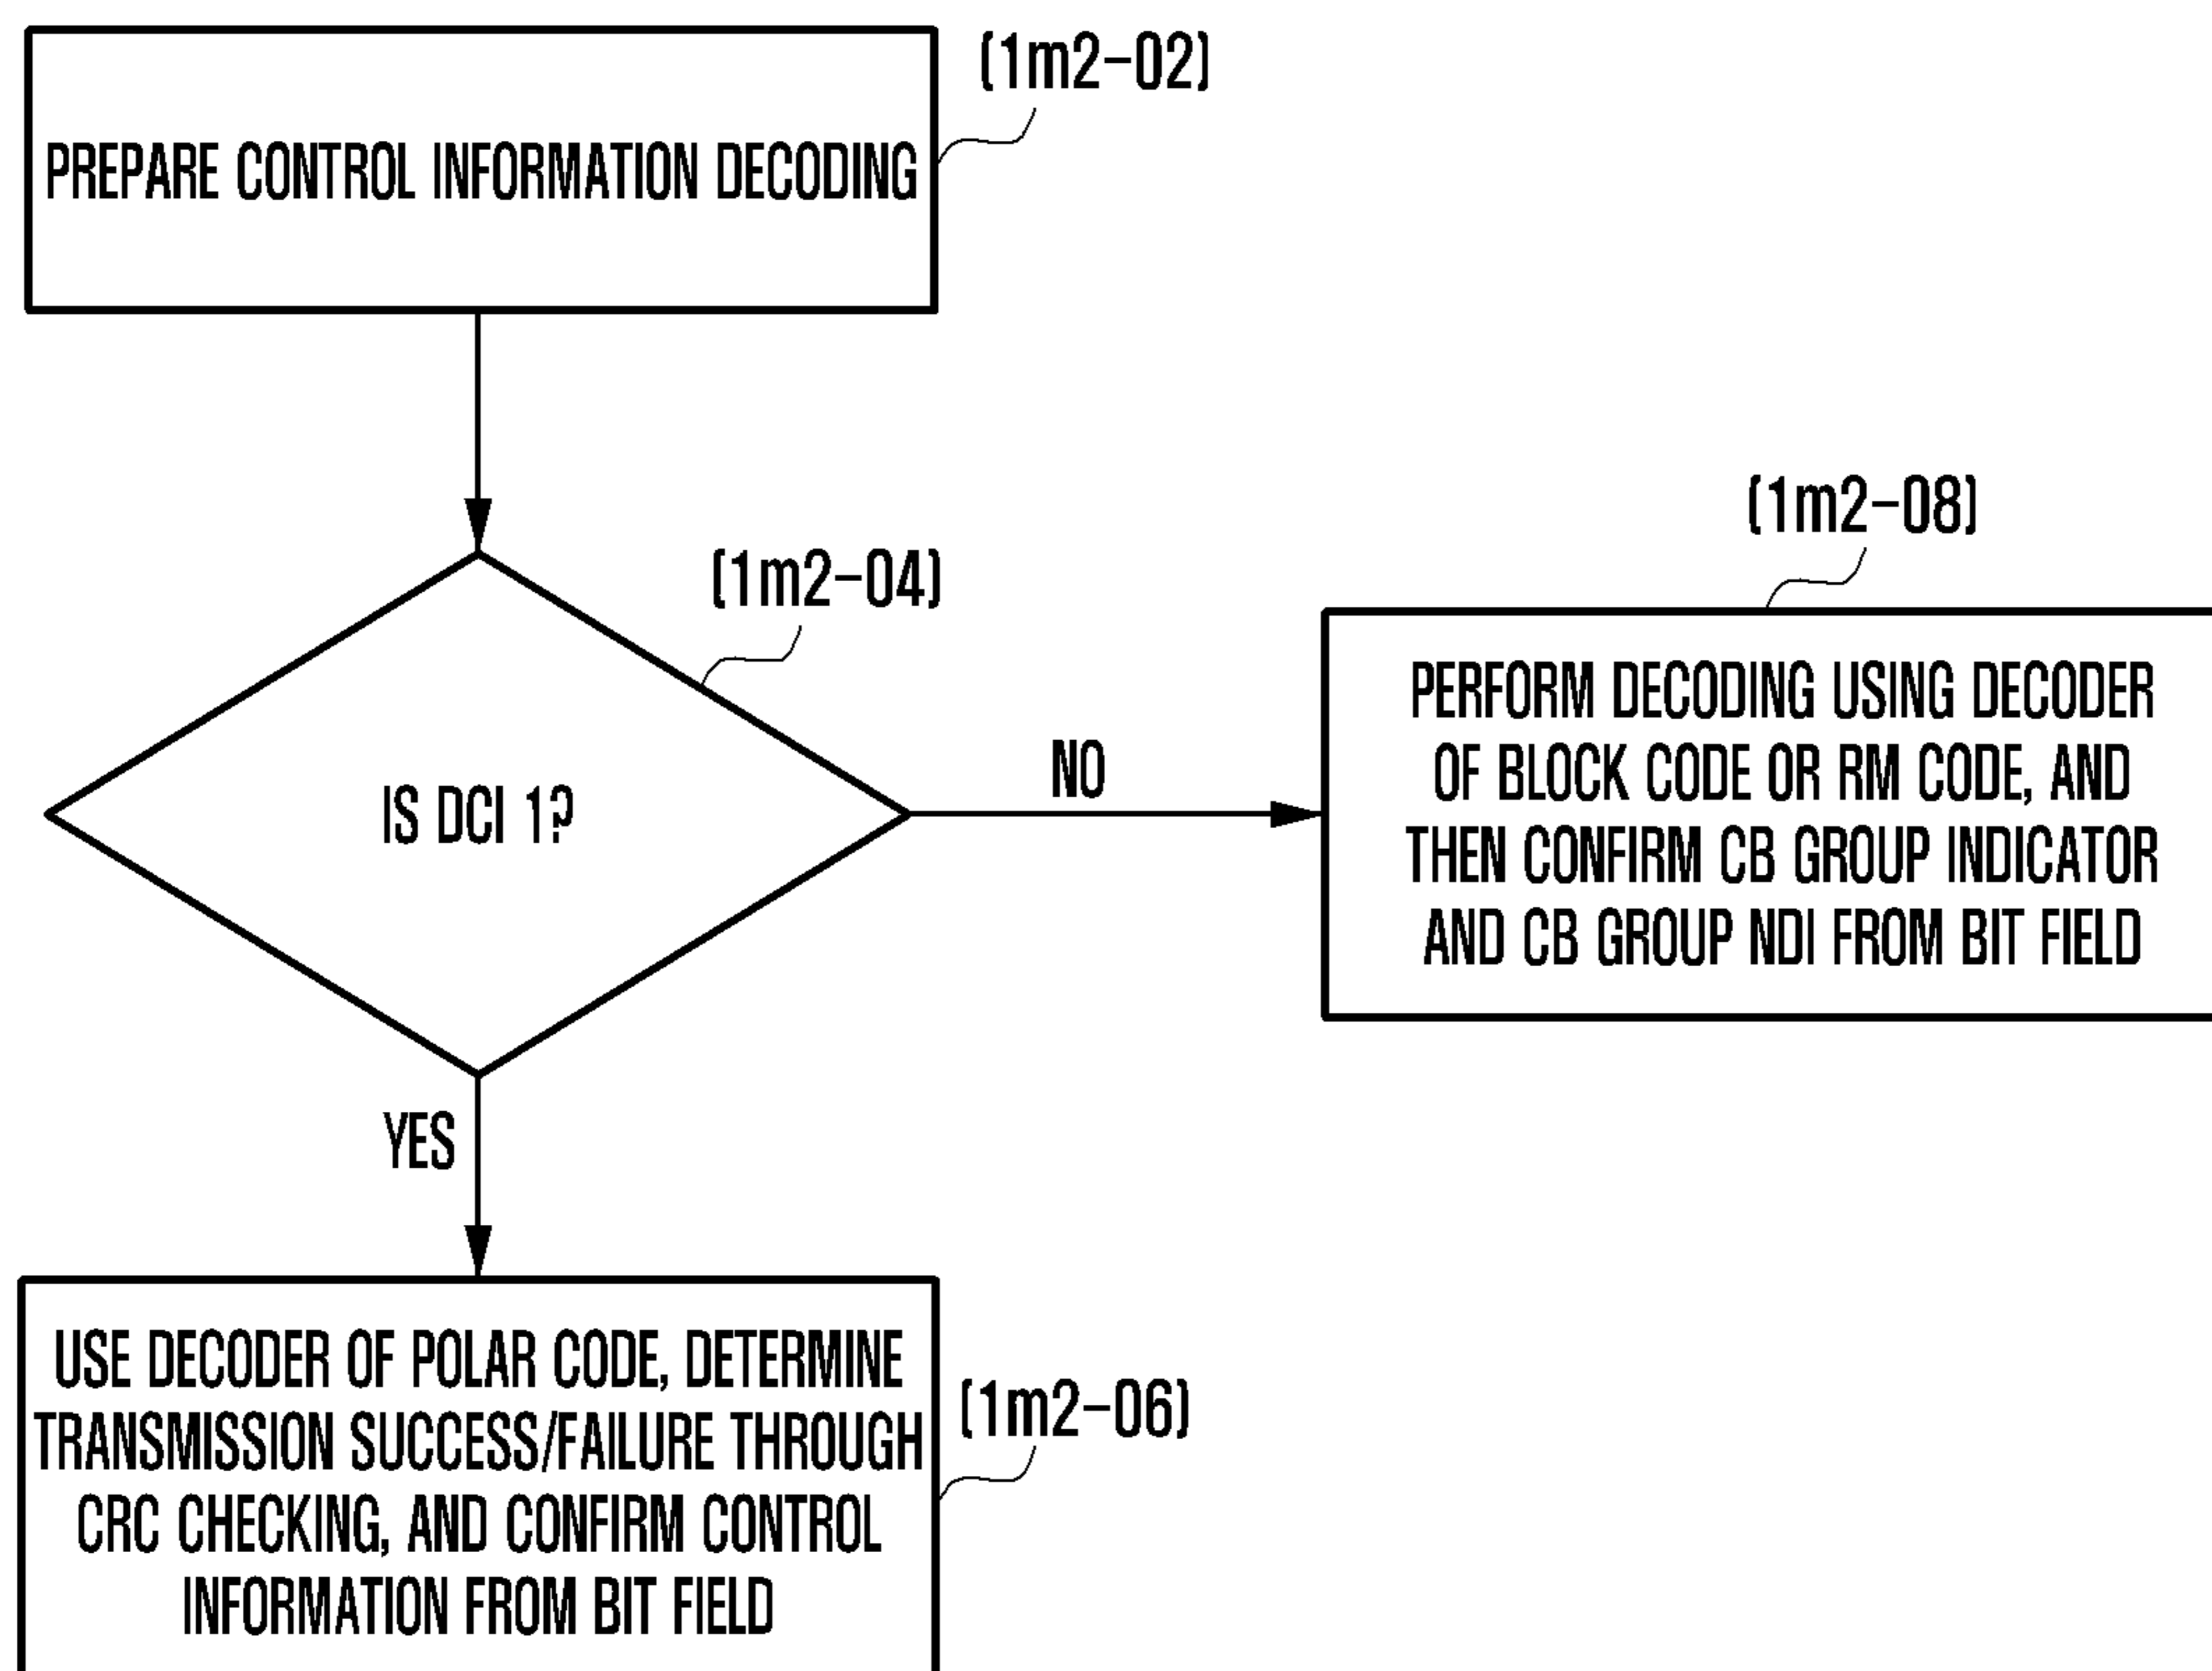 (1m2-02)
PREPARE CONTROL INFORMATION DECODING
(1m2-04)
IS DCI 1?
NO
(1m2-08)
PERFORM DECODING USING DECODER
OF BLOCK CODE OR RM CODE, AND
THEN CONFIRM CB GROUP INDICATOR
AND CB GROUP NDI FROM BIT FIELD
YES
USE DECODER OF POLAR CODE, DETERMINE
TRANSMISSION SUCCESS/FAILURE THROUGH
CRC CHECKING, AND CONFIRM CONTROL
INFORMATION FROM BIT FIELD
(1m2-06)